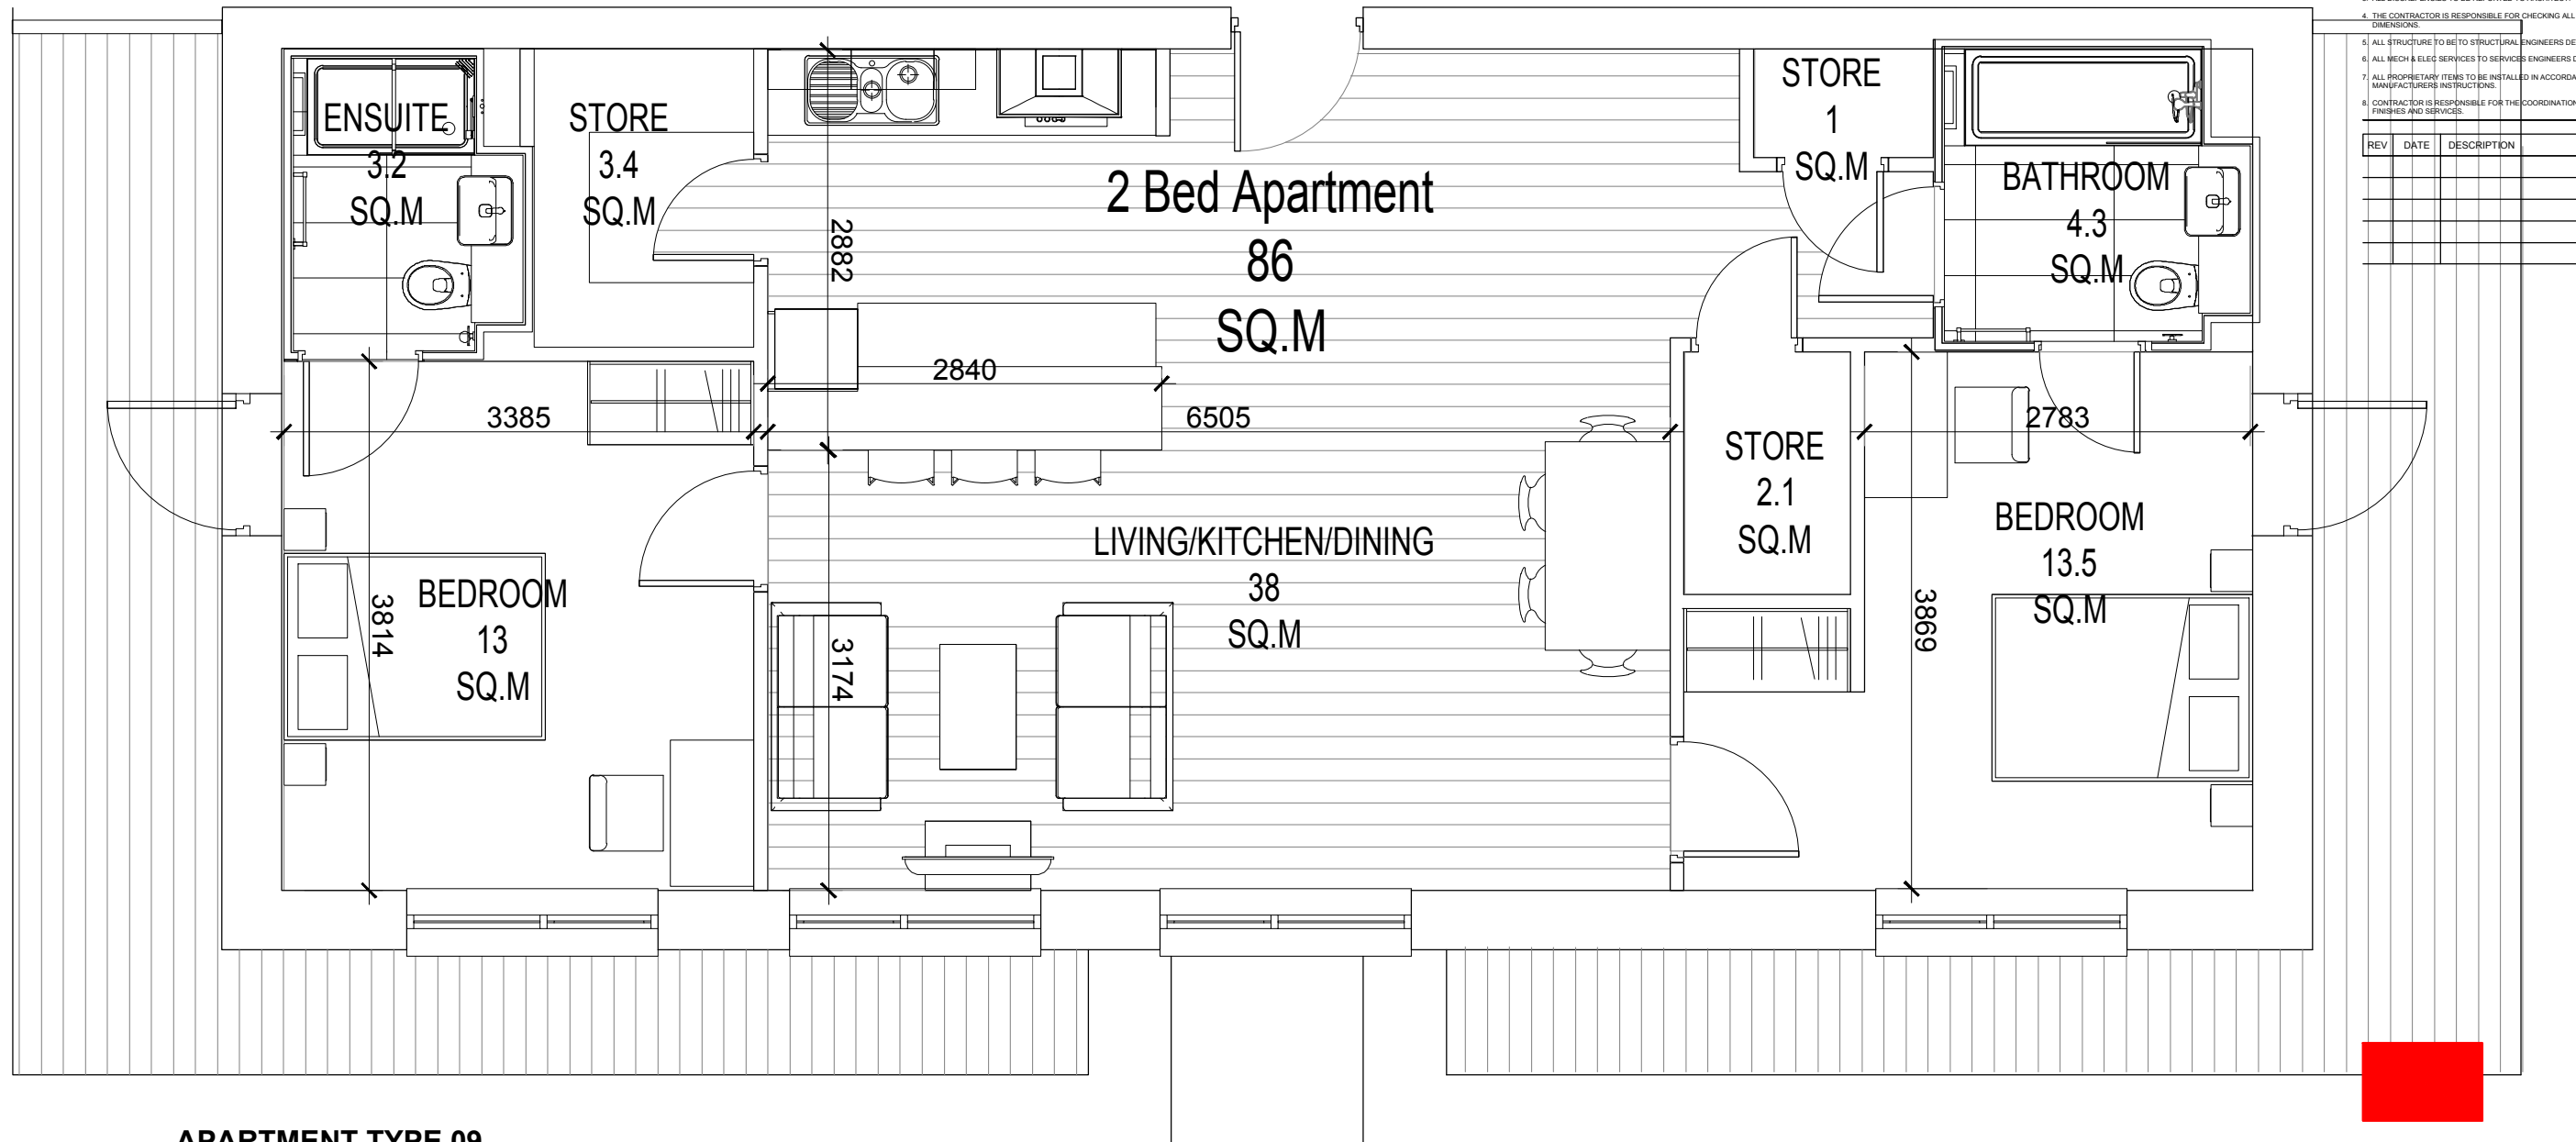 4. THE CONTRACTOR IS RESPONSIBLE FOR CHECKING ALL
DIMENSIONS.
5. ALL STRUCTURE TO BE TO STRUCTURAL ENGINEERS DE
6. ALL MECH & ELEC SERVICES TO SERVICES ENGINEERS D
7. ALL PROPRIETARY ITEMS TO BE INSTALLED IN ACCORDA
MANUFACTURERS INSTRUCTIONS.
8. CONTRACTOR IS RESPONSIBLE FOR THE COORDINATION
FINISHES AND SERVICES.
REV DATE DESCRIPTION
ENSUITE
3.2
SQ.M
STORE
3.4
SQ.M
2882
2 Bed Apartment
86
SQ.M
STORE
1
SQ.M
BATHROOM
4.3
SQ.M
2840
3385
6505
2783
STORE
2.1
SQ.M
BEDROOM
13
SQ.M
3814
LIVING/KITCHEN/DINING
38
SQ.M
3174
BEDROOM
13.5
SQ.M
3869
APARTMENT TYPE 09